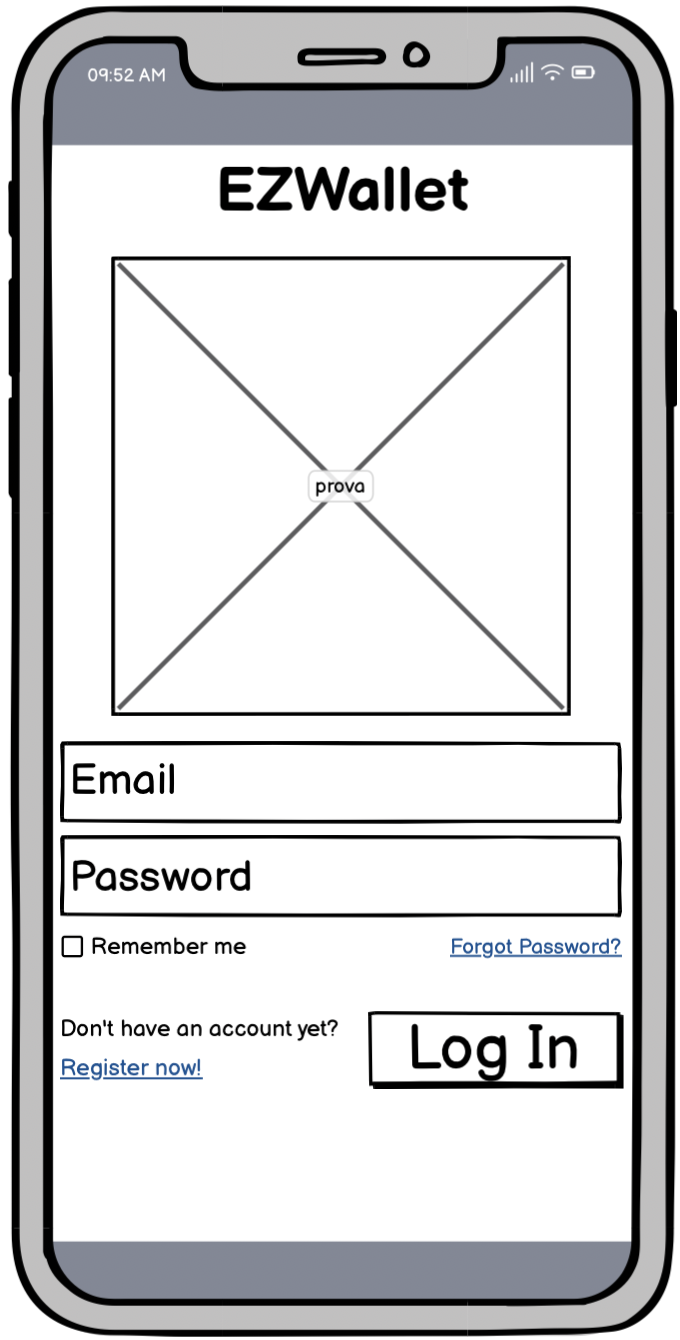 09:52 AM
EZWallet
prova
Email
Password
Remember me
Forgot Password?
Don't have an account yet?
Register now!
Log In